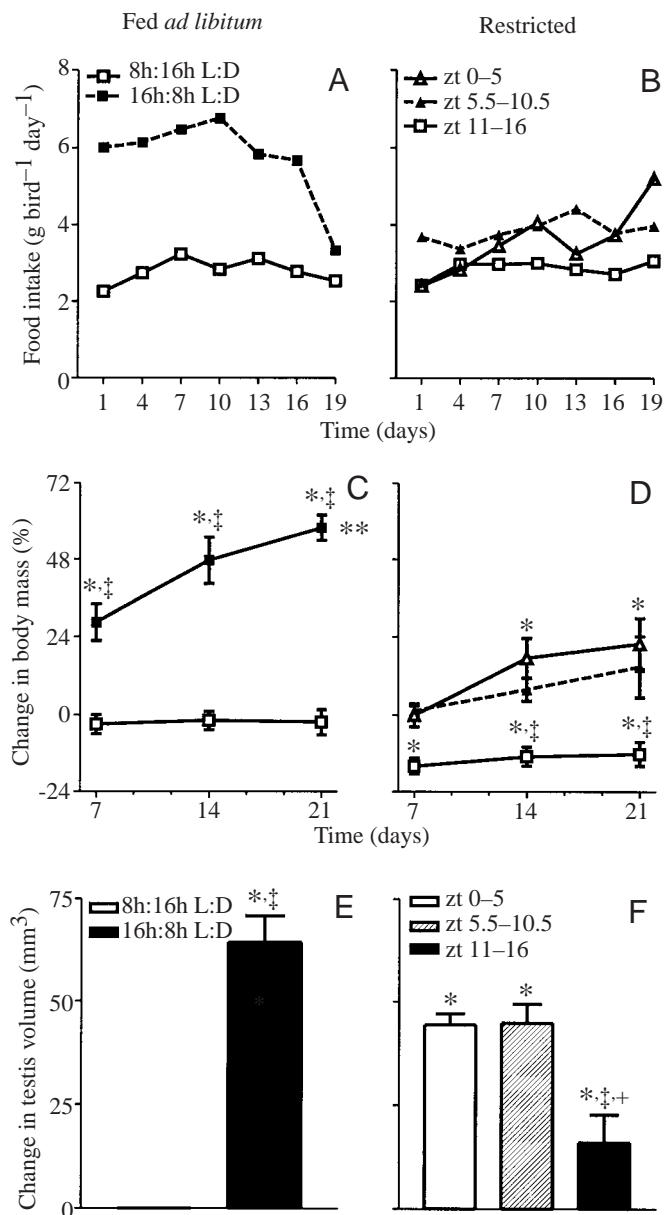 Fed ad libitum
Restricted
A
8h:16h L:D
16h:8h L:D
Food intake (g bird⁻¹ day⁻¹)
8
6
4
2
0
1 4 7 10 13 16 19
B
zt 0–5
zt 5.5–10.5
zt 11–16
1 4 7 10 13 16 19
Time (days)
C
Change in body mass (%)
72
48
24
0
-24
*,‡
*,‡
*,‡
**
7 14 21
D
*
*
*
*,‡
*,‡
7 14 21
Time (days)
E
8h:16h L:D
16h:8h L:D
Change in testis volume (mm³)
75
50
25
0
*,‡
*
F
zt 0–5
zt 5.5–10.5
zt 11–16
*
*
*,‡,+